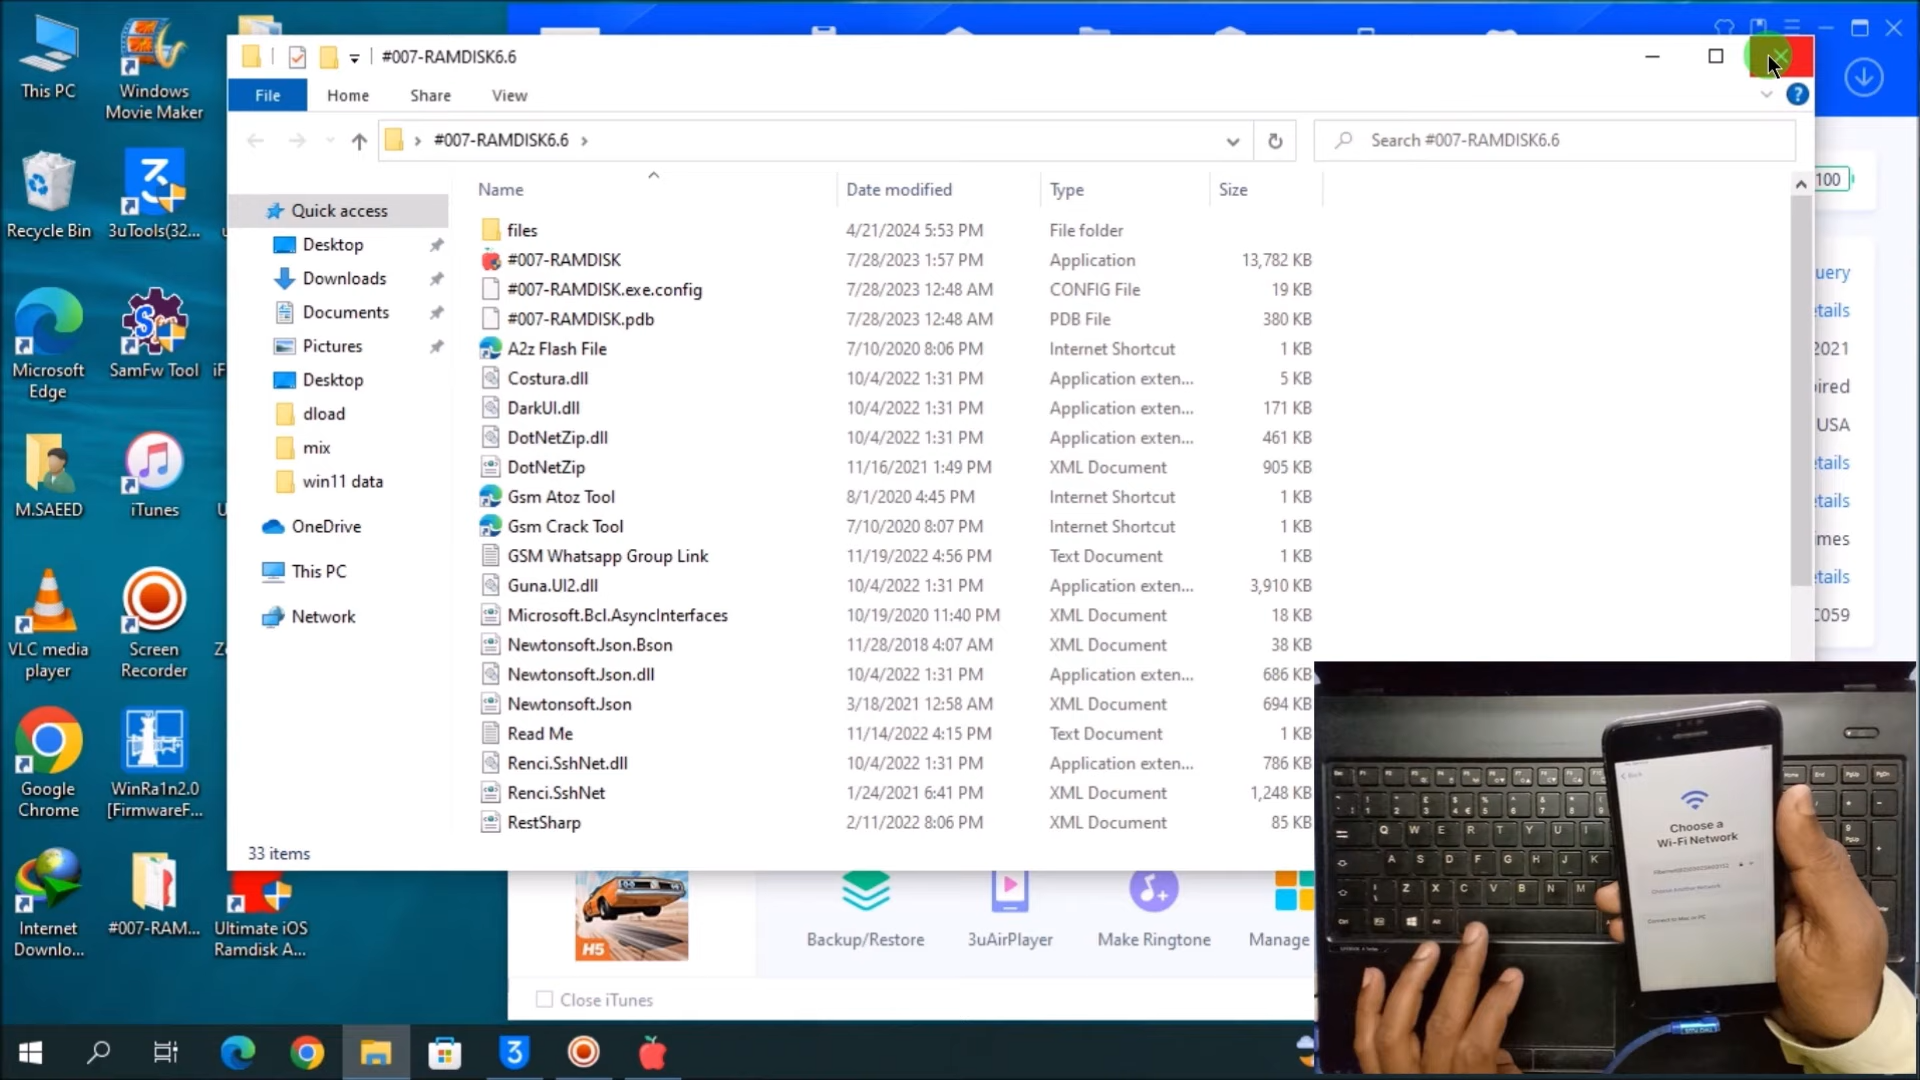 #007-RAMDISK6.6
File Home Share View
#007-RAMDISK6.6
Search #007-RAMDISK6.6
Name Date modified Type Size
Quick access
Desktop
Downloads
Documents
Pictures
Desktop
dload
mix
win11 data
OneDrive
This PC
Network
files 4/21/2024 5:53 PM File folder
#007-RAMDISK 7/28/2023 1:57 PM Application 13,782 KB
#007-RAMDISK.exe.config 7/28/2023 12:48 AM CONFIG File 19 KB
#007-RAMDISK.pdb 7/28/2023 12:48 AM PDB File 380 KB
A2z Flash File 7/10/2020 8:06 PM Internet Shortcut 1 KB
Costura.dll 10/4/2022 1:31 PM Application exten... 5 KB
DarkUI.dll 10/4/2022 1:31 PM Application exten... 171 KB
DotNetZip.dll 10/4/2022 1:31 PM Application exten... 461 KB
DotNetZip 11/16/2021 1:49 PM XML Document 905 KB
Gsm Atoz Tool 8/1/2020 4:45 PM Internet Shortcut 1 KB
Gsm Crack Tool 7/10/2020 8:07 PM Internet Shortcut 1 KB
GSM Whatsapp Group Link 11/19/2022 4:56 PM Text Document 1 KB
Guna.UI2.dll 10/4/2022 1:31 PM Application exten... 3,910 KB
Microsoft.Bcl.AsyncInterfaces 10/19/2020 11:40 PM XML Document 18 KB
Newtonsoft.Json.Bson 11/28/2018 4:07 AM XML Document 38 KB
Newtonsoft.Json.dll 10/4/2022 1:31 PM Application exten... 686 KB
Newtonsoft.Json 3/18/2021 12:58 AM XML Document 694 KB
Read Me 11/14/2022 4:15 PM Text Document 1 KB
Renci.SshNet.dll 10/4/2022 1:31 PM Application exten... 786 KB
Renci.SshNet 1/24/2021 6:41 PM XML Document 1,248 KB
RestSharp 2/11/2022 8:06 PM XML Document 85 KB
33 items
This PC
Windows
Movie Maker
Recycle Bin
3uTools(32...
Microsoft
Edge
SamFw Tool
iF
M.SAEED
iTunes
U
VLC media
player
Screen
Recorder
Google
Chrome
WinRa1n2.0
[FirmwareF...
Internet
Downlo...
#007-RAM...
Ultimate iOS
Ramdisk A...
100
uery
etails
2021
ired
USA
etails
etails
mes
etails
C059
H5
Backup/Restore
3uAirPlayer
Make Ringtone
Manage
Close iTunes
Choose a
Wi-Fi Network